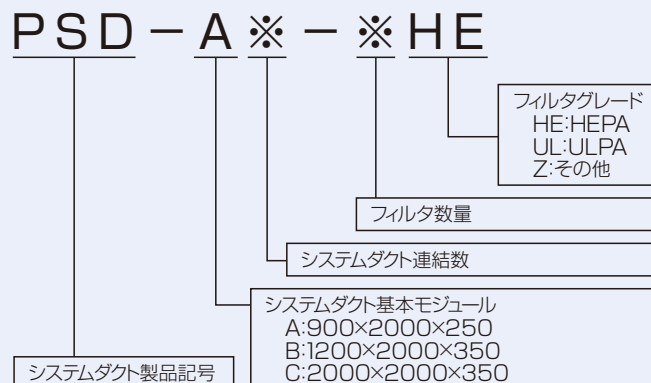 PSD－A※－※HE
フィルタグレード
HE:HEPA
UL:ULPA
Z:その他
フィルタ数量
システムダクト連結数
システムダクト基本モジュール
A:900×2000×250
B:1200×2000×350
C:2000×2000×350
システムダクト製品記号